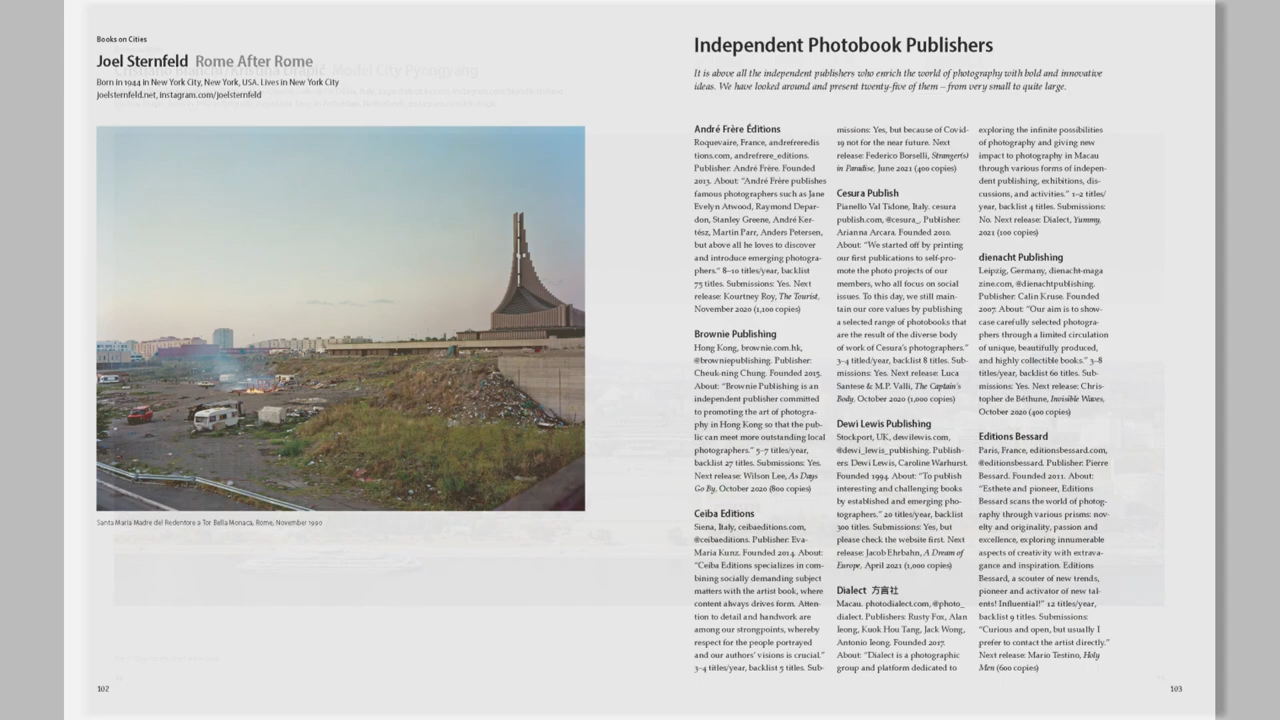 Books on Cities
Joel Sternfeld Rome After Rome
Born in 1944 in New York City, New York, USA. Lives in New York City
joelsternfeld.net, instagram.com/joelsternfeld
Santa Maria Madre del Redentore a Tor Bella Monaca, Rome, November 1990
102
Independent Photobook Publishers
It is above all the independent publishers who enrich the world of photography with bold and innovative
ideas. We have looked around and present twenty-five of them – from very small to quite large.
André Frère Éditions
Roquevaire, France, andrefreredis
tions.com, andrefrere_editions.
Publisher: André Frère. Founded
2013. About: “André Frère publishes
famous photographers such as Jane
Evelyn Atwood, Raymond Depar-
don, Stanley Greene, André Ker-
tész, Martin Parr, Anders Petersen,
but above all he loves to discover
and introduce emerging photogra-
phers.” 8–10 titles/year, backlist
75 titles. Submissions: Yes. Next
release: Kourtney Roy, The Tourist,
November 2020 (1,100 copies)
Brownie Publishing
Hong Kong, brownie.com.hk,
@browniepublishing. Publisher:
Cheuk-ning Chung. Founded 2015.
About: “Brownie Publishing is an
independent publisher committed
to promoting the art of photogra-
phy in Hong Kong so that the pub-
lic can meet more outstanding local
photographers.” 5–7 titles/year,
backlist 27 titles. Submissions: Yes.
Next release: Wilson Lee, As Days
Go By, October 2020 (800 copies)
Ceiba Editions
Siena, Italy, ceibaeditions.com,
@ceibaeditions. Publisher: Eva-
Maria Kunz. Founded 2014. About:
“Ceiba Editions specializes in com-
bining socially demanding subject
matters with the artist book, where
content always drives form. Atten-
tion to detail and handwork are
among our strongpoints, whereby
respect for the people portrayed
and our authors’ visions is crucial.”
3–4 titles/year, backlist 5 titles. Sub-
missions: Yes, but because of Covid-
19 not for the near future. Next
release: Federico Borselli, Stranger(s)
in Paradise, June 2021 (400 copies)
Cesura Publish
Pianello Val Tidone, Italy. cesura
publish.com, @cesura_, Publisher:
Arianna Arcara. Founded 2010.
About: “We started off by printing
our first publications to self-pro-
mote the photo projects of our
members, who all focus on social
issues. To this day, we still main-
tain our core values by publishing
a selected range of photobooks that
are the result of the diverse body
of work of Cesura’s photographers.”
3–4 titled/year, backlist 8 titles. Sub-
missions: Yes. Next release: Luca
Santese & M.P. Valli, The Captain’s
Body, October 2020 (1,000 copies)
Dewi Lewis Publishing
Stockport, UK, dewilewis.com,
@dewi_lewis_publishing. Publish-
ers: Dewi Lewis, Caroline Warhurst.
Founded 1994. About: “To publish
interesting and challenging books
by established and emerging pho-
tographers.” 20 titles/year, backlist
300 titles. Submissions: Yes, but
please check the website first. Next
release: Jacob Ehrbahn, A Dream of
Europe, April 2021 (1,000 copies)
Dialect 方言社
Macau. photodialect.com, @photo_
dialect. Publishers: Rusty Fox, Alan
Ieong, Kuok Hou Tang, Jack Wong,
Antonio Ieong. Founded 2017.
About: “Dialect is a photographic
group and platform dedicated to
exploring the infinite possibilities
of photography and giving new
impact to photography in Macau
through various forms of indepen-
dent publishing, exhibitions, dis-
cussions, and activities.” 1–2 titles/
year, backlist 4 titles. Submissions:
No. Next release: Dialect, Yummy,
2021 (100 copies)
dienacht Publishing
Leipzig, Germany, dienacht-maga
zine.com, @dienachtpublishing.
Publisher: Calin Kruse. Founded
2007. About: “Our aim is to show-
case carefully selected photogra-
phers through a limited circulation
of unique, beautifully produced,
and highly collectible books.” 3–8
titles/year, backlist 60 titles. Sub-
missions: Yes. Next release: Chris-
topher de Béthune, Invisible Waves,
October 2020 (400 copies)
Editions Bessard
Paris, France, editionsbessard.com,
@editionsbessard. Publisher: Pierre
Bessard. Founded 2011. About:
“Esthete and pioneer, Editions
Bessard scans the world of photog-
raphy through various prisms: nov-
elty and originality, passion and
excellence, exploring innumerable
aspects of creativity with extrava-
gance and inspiration. Editions
Bessard, a scouter of new trends,
pioneer and activator of new tal-
ents! Influential!” 12 titles/year,
backlist 9 titles. Submissions:
“Curious and open, but usually I
prefer to contact the artist directly.”
Next release: Mario Testino, Holy
Men (600 copies)
103